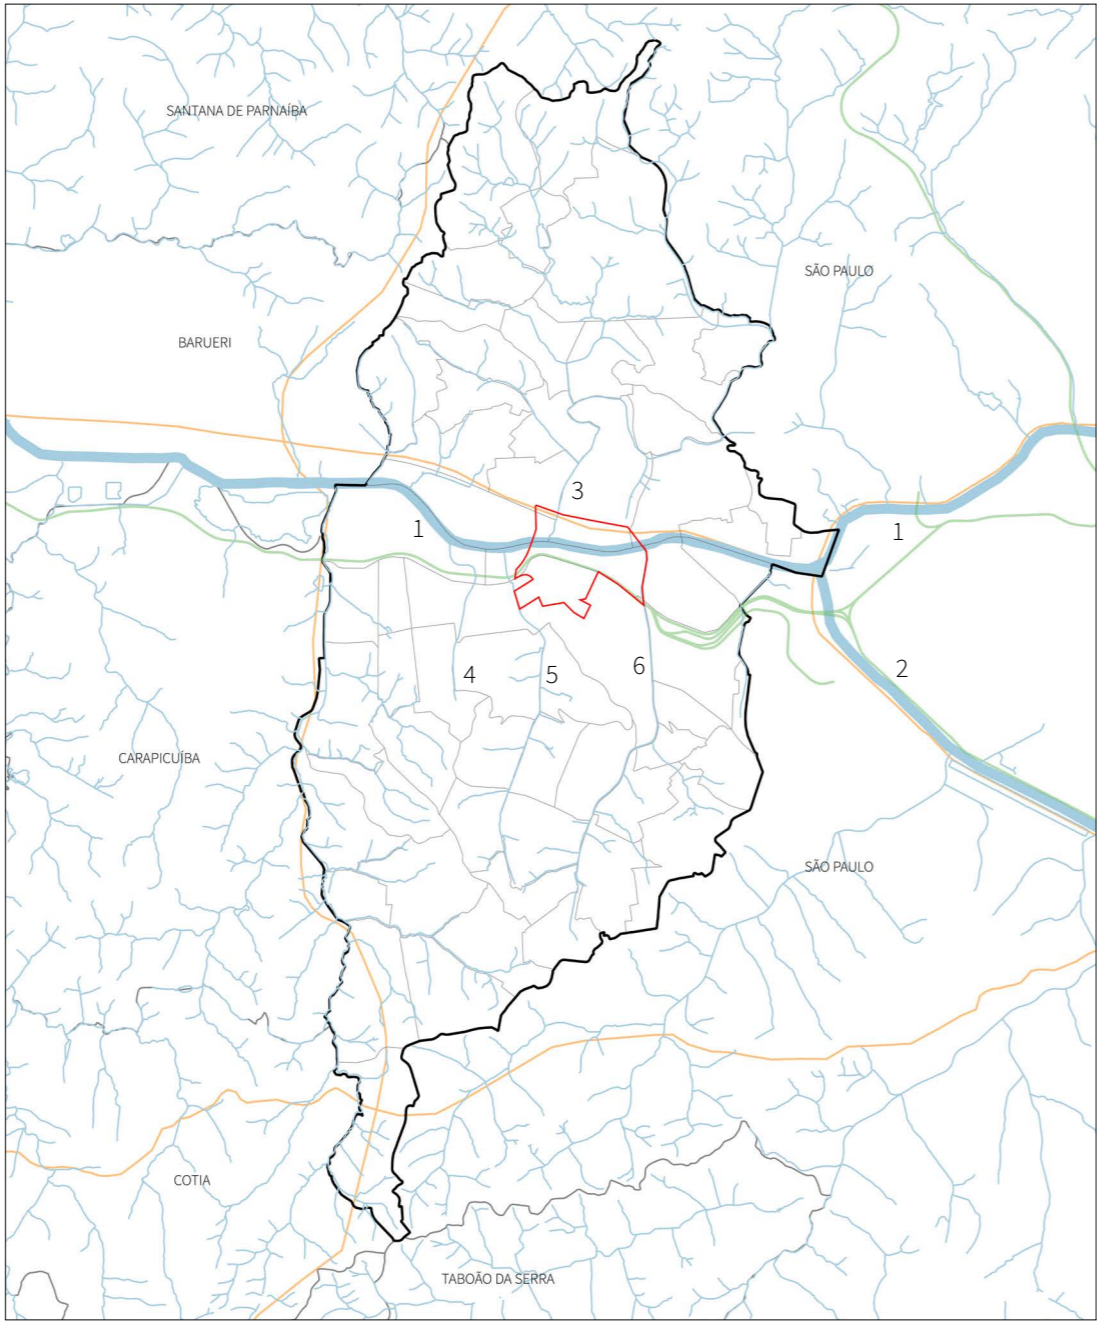 SANTANA DE PARNAÍBA
SÃO PAULO
BARUERI
3
1
1
4
5
6
2
CARAPICUÍBA
SÃO PAULO
COTIA
TABOÃO DA SERRA